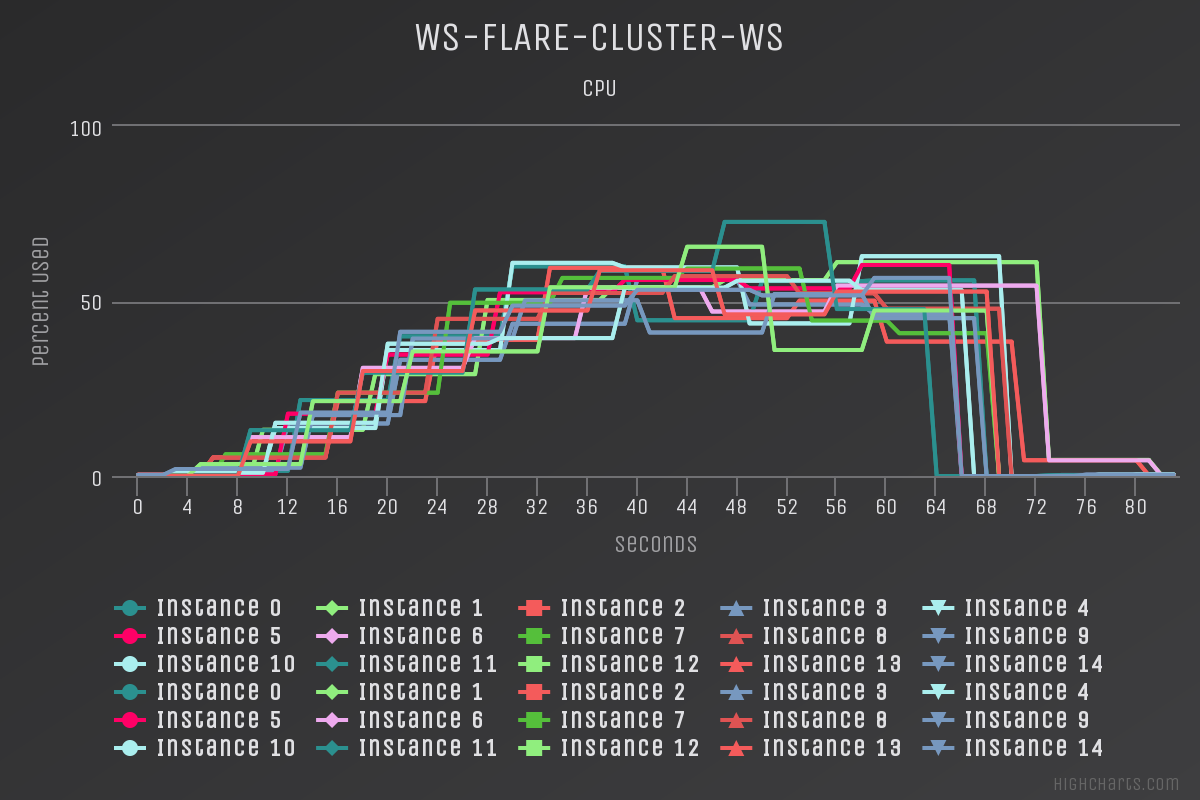 WS-FLARE-CLUSTER-WS
CPU
100
50
0
Percent Used
0 4 8 12 16 20 24 28 32 36 40 44 48 52 56 60 64 68 72 76 80
Seconds
Instance 0 Instance 1 Instance 2 Instance 3 Instance 4
Instance 5 Instance 6 Instance 7 Instance 8 Instance 9
Instance 10 Instance 11 Instance 12 Instance 13 Instance 14
Instance 0 Instance 1 Instance 2 Instance 3 Instance 4
Instance 5 Instance 6 Instance 7 Instance 8 Instance 9
Instance 10 Instance 11 Instance 12 Instance 13 Instance 14
Highcharts.com